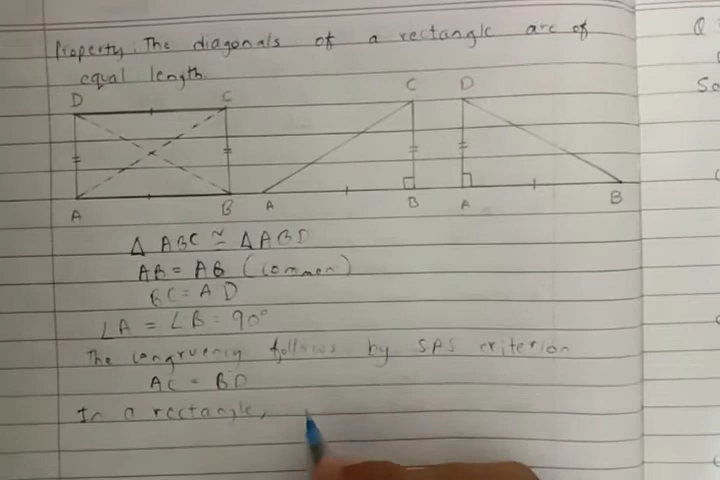 Property: The diagonals of a rectangle are of
equal length.
D C C D
A B A B A B
Δ ABC ≅ Δ ABD
AB = AB (common)
BC = AD
∠A = ∠B = 90°
The congruency follows by SAS criterion
AC = BD
In a rectangle,
Q
So